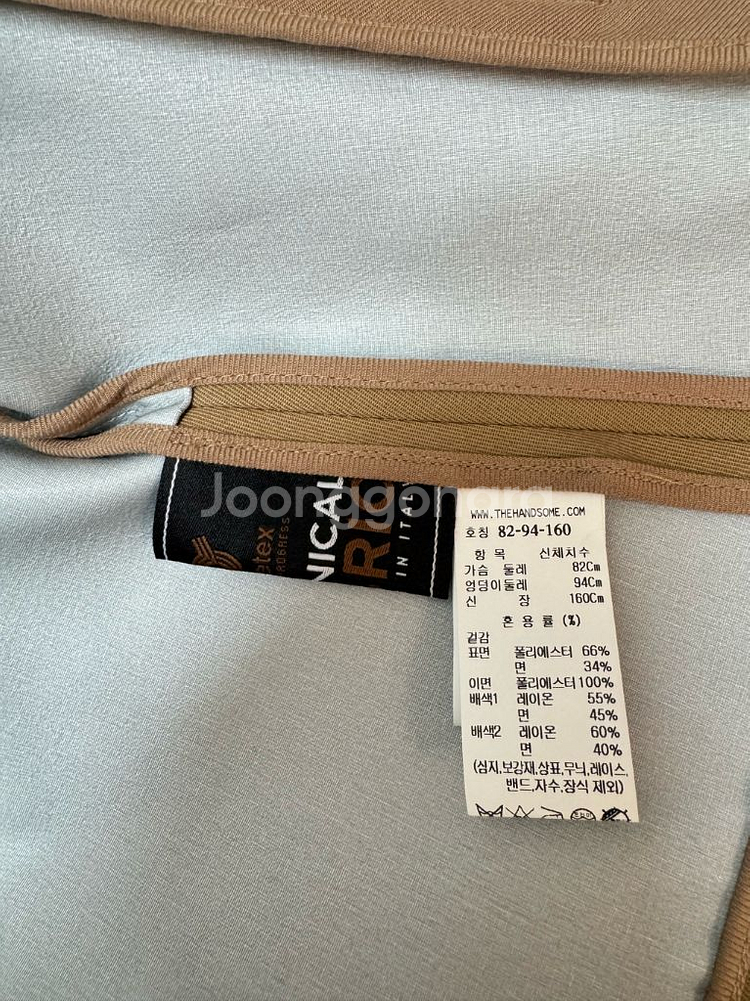 Joonggonara
NICAL
IN ITALY
WWW.THEHANDSOME.COM
호칭 82-94-160
항 목 신체치수
가슴 둘레 82Cm
엉덩이둘레 94Cm
신 장 160Cm
혼 용 률 (%)
겉감
표면 폴리에스터 66%
면 34%
이면 폴리에스터 100%
배색1 레이온 55%
면 45%
배색2 레이온 60%
면 40%
(심지,보강재,상표,무늬,레이스,
밴드,자수,장식 제외)